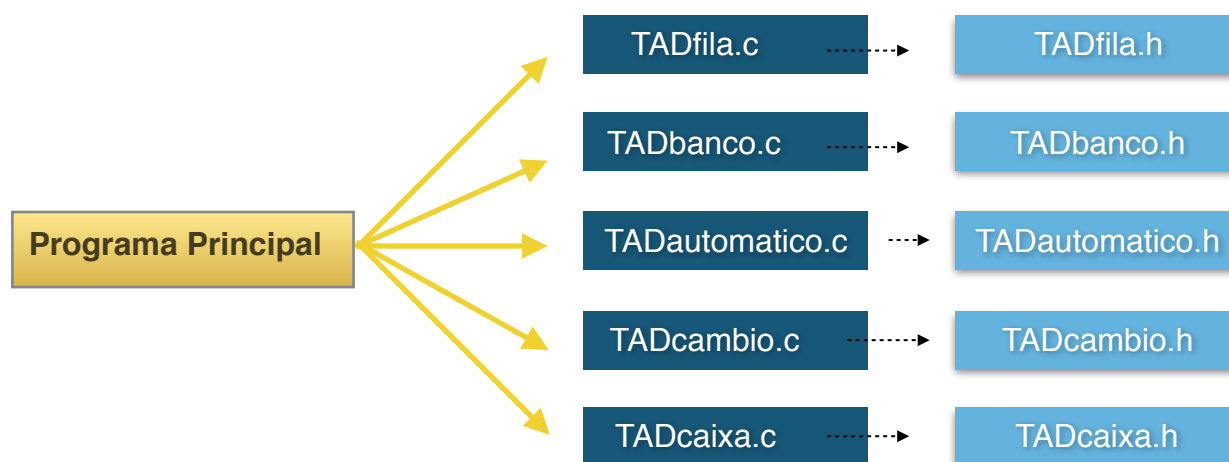 TADfila.c
TADfila.h
TADbanco.c
TADbanco.h
Programa Principal
TADautomatico.c
TADautomatico.h
TADcambio.c
TADcambio.h
TADcaixa.c
TADcaixa.h